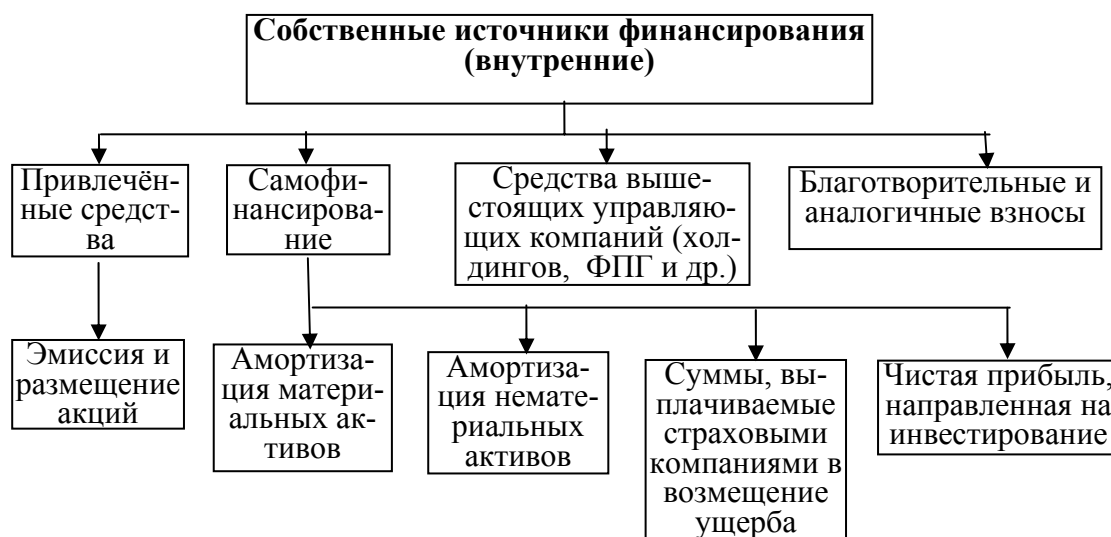 Собственные источники финансирования
(внутренние)
Привлечён-
ные средст-
ва
Самофи-
нансирова-
ние
Средства выше-
стоящих управляю-
щих компаний (хол-
дингов, ФПГ и др.)
Благотворительные и
аналогичные взносы
Эмиссия и
размещение
акций
Амортиза-
ция матери-
альных ак-
тивов
Амортиза-
ция немате-
риальных
активов
Суммы, вы-
плачиваемые
страховыми
компаниями в
возмещение
ущерба
Чистая прибыль,
направленная на
инвестирование